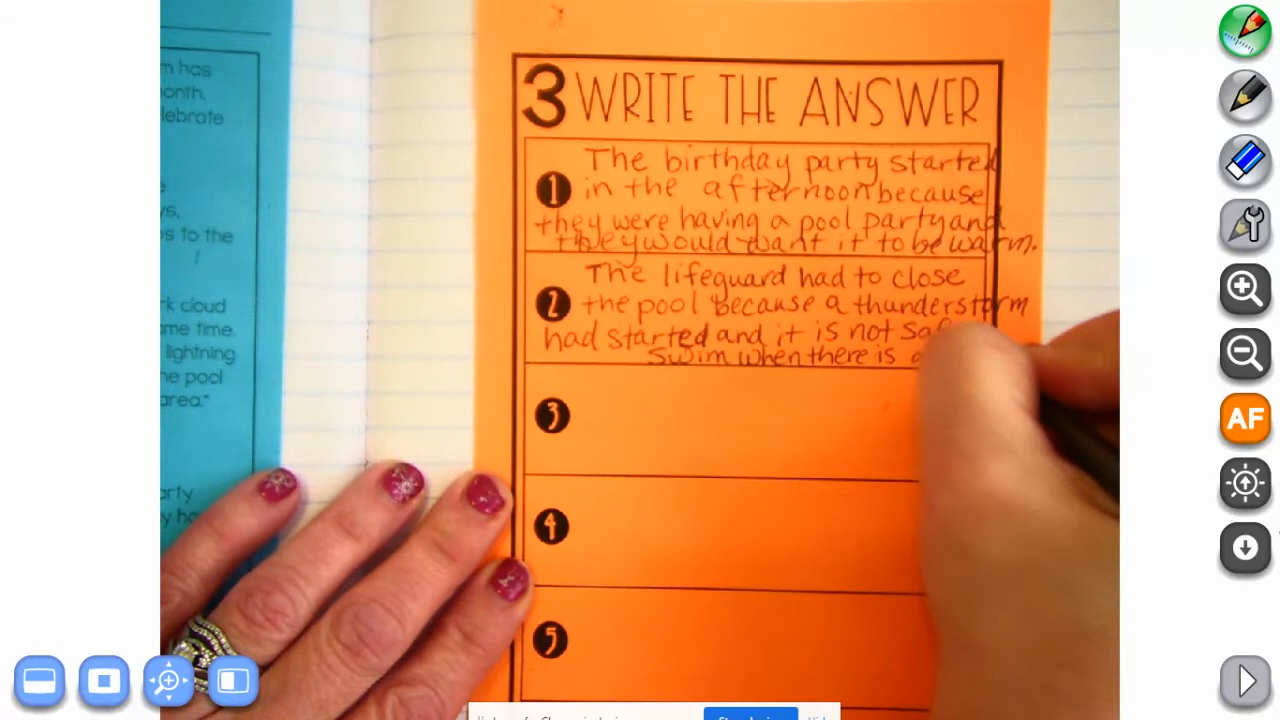 m has
onth.
lebrate
s to the
k cloud
me time.
lightning
e pool
area."
arty
3 WRITE THE ANSWER
1 The birthday party started
in the afternoon because
they were having a pool party and
they would want it to be warm.
2 The lifeguard had to close
the pool because a thunderstorm
had started and it is not
swim when there is
3
4
5
AF